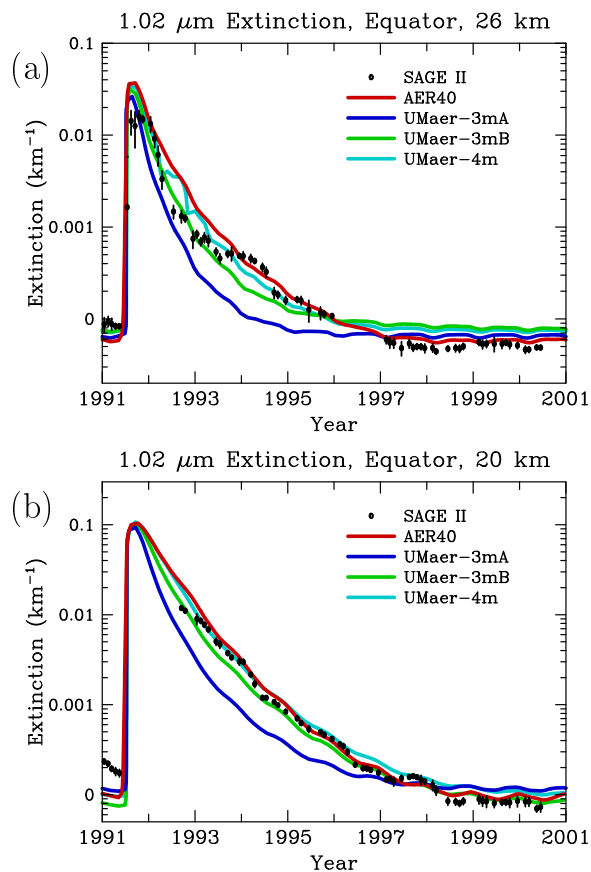 1.02 μm Extinction, Equator, 26 km
(a)
0.1
0.01
0.001
0
Extinction (km⁻¹)
SAGE II
AER40
UMaer-3mA
UMaer-3mB
UMaer-4m
1991 1993 1995 1997 1999 2001
Year
1.02 μm Extinction, Equator, 20 km
(b)
0.1
0.01
0.001
0
Extinction (km⁻¹)
SAGE II
AER40
UMaer-3mA
UMaer-3mB
UMaer-4m
1991 1993 1995 1997 1999 2001
Year